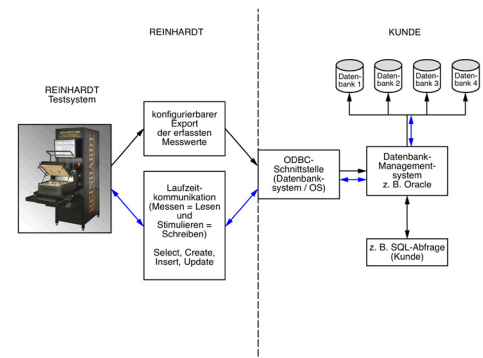 REINHARDT
KUNDE
REINHARDT
Testsystem
REINHARDT
konfigurierbarer
Export
der erfassten
Messwerte
Laufzeit-
kommunikation
(Messen = Lesen
und
Stimulieren =
Schreiben)
Select, Create,
Insert, Update
ODBC-
Schnittstelle
(Datenbank-
system / OS)
Daten-
bank 1
Daten-
bank 2
Daten-
bank 3
Daten-
bank 4
Datenbank-
Management-
system
z. B. Oracle
z. B. SQL-Abfrage
(Kunde)